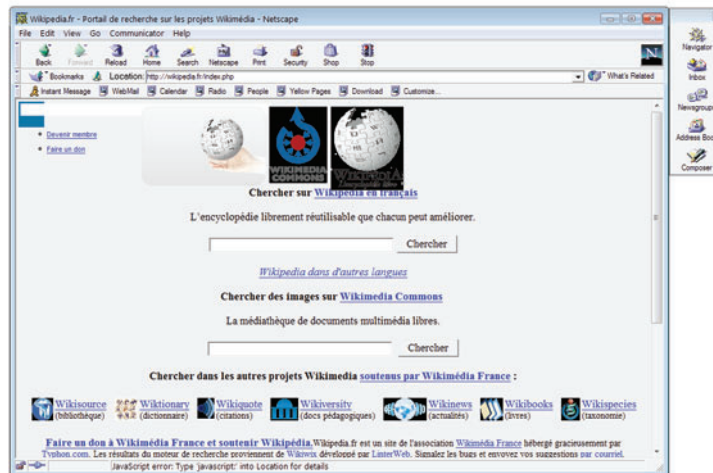 Wikipedia.fr - Portail de recherche sur les projets Wikimédia - Netscape
File Edit View Go Communicator Help
Back Forward Reload Home Search Netscape Print Security Shop Stop
N
Navigator
Bookmarks Location: http://wikipedia.fr/index.php What's Related
Inbox
Instant Message WebMail Calendar Radio People Yellow Pages Download Customize...
Newsgroups
Address Boo
Composer
Devenir membre
Faire un don
WIKIMEDIA
COMMONS
WIKIPÉDIA
L'encyclopédie libre
Chercher sur Wikipédia en français
L'encyclopédie librement réutilisable que chacun peut améliorer.
Chercher
Wikipedia dans d'autres langues
Chercher des images sur Wikimedia Commons
La médiathèque de documents multimédia libres.
Chercher
Chercher dans les autres projets Wikimedia soutenus par Wikimédia France :
Wikisource Wiktionary Wikiquote Wikiversity Wikinews Wikibooks Wikispecies
(bibliothèque) (dictionnaire) (citations) (docs pédagogiques) (actualités) (livres) (taxonomie)
Faire un don à Wikimédia France et soutenir Wikipédia. Wikipedia.fr est un site de l'association Wikimédia France hébergé gracieusement par
Typhon.com. Les résultats du moteur de recherche proviennent de Wikiwix développé par LinterWeb. Signalez les bugs et envoyez vos suggestions par courriel.
JavaScript error: Type 'javascript:' into Location for details